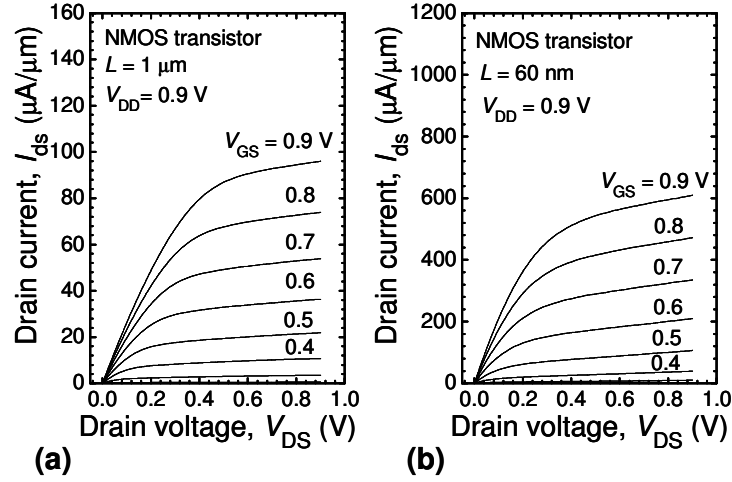 160
140
120
100
80
60
40
20
0
Drain current, I_ds (μA/μm)
NMOS transistor
L = 1 μm
V_DD= 0.9 V
V_GS = 0.9 V
0.8
0.7
0.6
0.5
0.4
0.0 0.2 0.4 0.6 0.8 1.0
Drain voltage, V_DS (V)
(a)
1200
1000
800
600
400
200
0
Drain current, I_ds (μA/μm)
NMOS transistor
L = 60 nm
V_DD = 0.9 V
V_GS = 0.9 V
0.8
0.7
0.6
0.5
0.4
0.0 0.2 0.4 0.6 0.8 1.0
Drain voltage, V_DS (V)
(b)